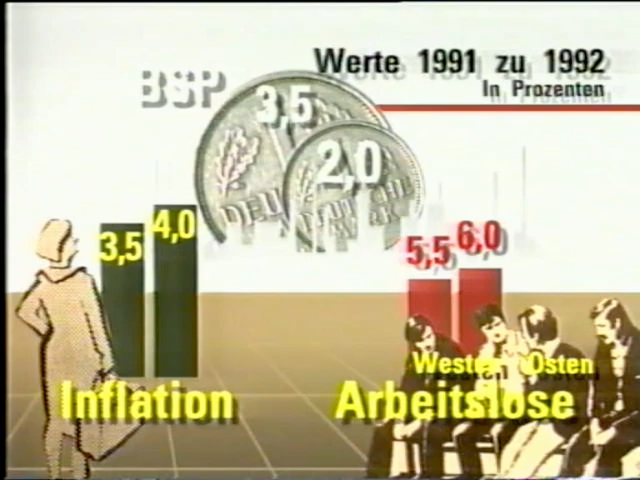 Werte 1991 zu 1992
In Prozenten
BSP
3,5
2,0
3,5
4,0
5,5
6,0
Westen
Osten
Inflation
Arbeitslose